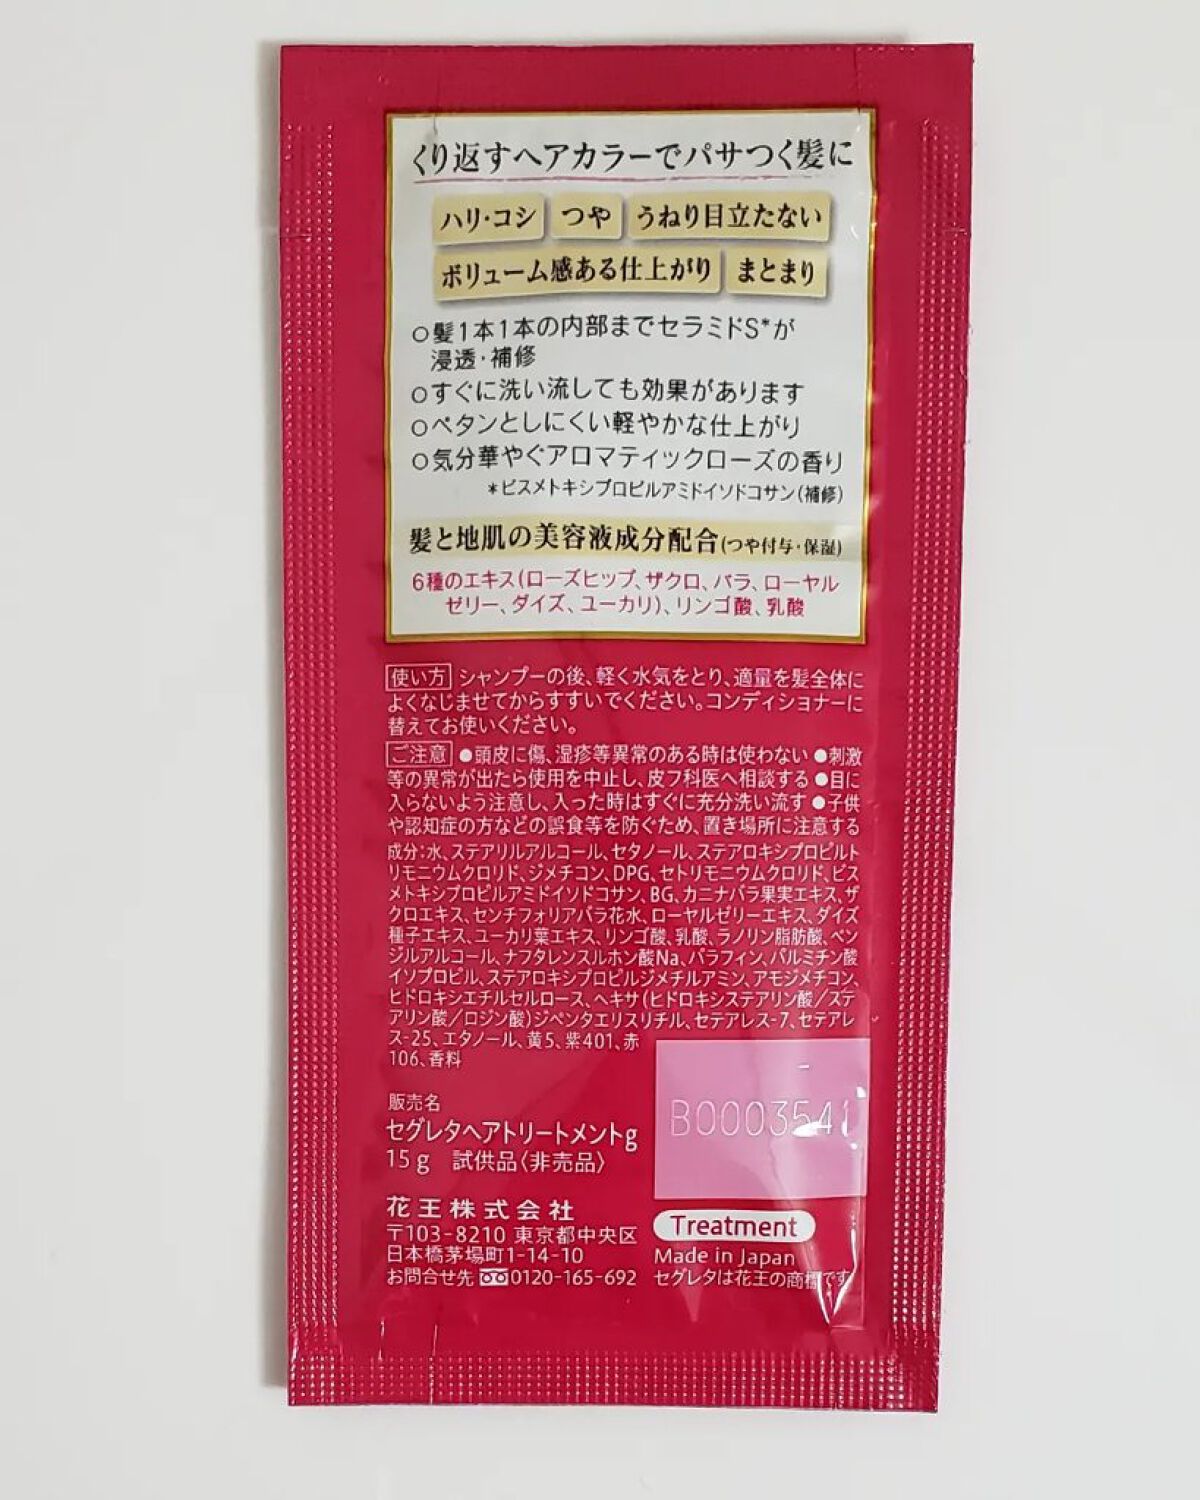 くり返すヘアカラーでパサつく髪に
ハリ・コシ つや うねり目立たない
ボリューム感ある仕上がり まとまり
○髪1本1本の内部までセラミドS*が
浸透・補修
○すぐに洗い流しても効果があります
○ペタンとしにくい軽やかな仕上がり
○気分華やぐアロマティックローズの香り
*ビスメトキシプロピルアミドイソドコサン(補修)
髪と地肌の美容液成分配合(つや付与・保湿)
6種のエキス(ローズヒップ、ザクロ、バラ、ローヤル
ゼリー、ダイズ、ユーカリ)、リンゴ酸、乳酸
使い方 シャンプーの後、軽く水気をとり、適量を髪全体に
よくなじませてからすすいでください。コンディショナーに
替えてお使いください。
ご注意 ●頭皮に傷、湿疹等異常のある時は使わない ●刺激
等の異常が出たら使用を中止し、皮フ科医へ相談する ●目に
入らないよう注意し、入った時はすぐに充分洗い流す ●子供
や認知症の方などの誤食等を防ぐため、置き場所に注意する
成分:水、ステアリルアルコール、セタノール、ステアロキシプロピルト
リモニウムクロリド、ジメチコン、DPG、セトリモニウムクロリド、ビス
メトキシプロピルアミドイソドコサン、BG、カニナバラ果実エキス、ザ
クロエキス、センチフォリアバラ花水、ローヤルゼリーエキス、ダイズ
種子エキス、ユーカリ葉エキス、リンゴ酸、乳酸、ラノリン脂肪酸、ベン
ジルアルコール、ナフタレンスルホン酸Na、パラフィン、パルミチン酸
イソプロピル、ステアロキシプロピルジメチルアミン、アモジメチコン、
ヒドロキシエチルセルロース、ヘキサ(ヒドロキシステアリン酸/ステ
アリン酸/ロジン酸)ジペンタエリスリチル、セテアレス-7、セテアレ
ス-25、エタノール、黄5、紫401、赤
106、香料
B0003541
販売名
セグレタヘアトリートメントg
15g 試供品〈非売品〉
花王株式会社
〒103-8210 東京都中央区
日本橋茅場町1-14-10
お問合せ先 0120-165-692
Treatment
Made in Japan
セグレタは花王の商標です